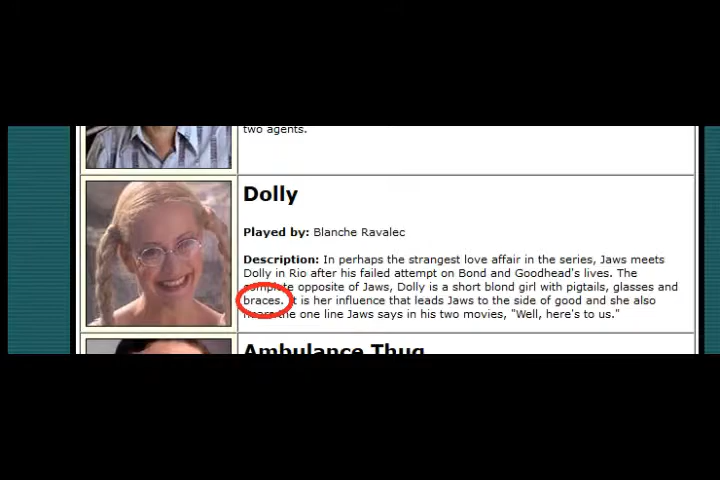 two agents.
Dolly
Played by: Blanche Ravalec
Description: In perhaps the strangest love affair in the series, Jaws meets
Dolly in Rio after his failed attempt on Bond and Goodhead's lives. The
complete opposite of Jaws, Dolly is a short blond girl with pigtails, glasses and
braces. It is her influence that leads Jaws to the side of good and she also
hears the one line Jaws says in his two movies, "Well, here's to us."
Ambulance Thug